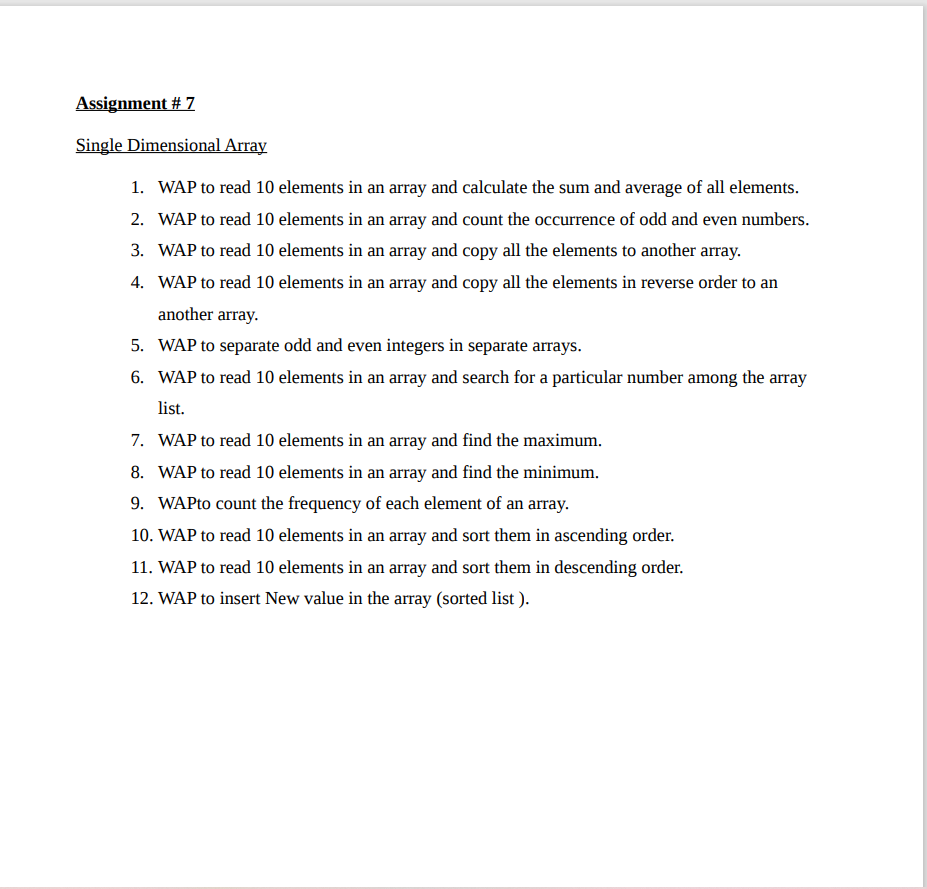 Assignment # 7
Single Dimensional Array
1. WAP to read 10 elements in an array and calculate the sum and average of all elements.
2. WAP to read 10 elements in an array and count the occurrence of odd and even numbers.
3. WAP to read 10 elements in an array and copy all the elements to another array.
4. WAP to read 10 elements in an array and copy all the elements in reverse order to an
another array.
5. WAP to separate odd and even integers in separate arrays.
6. WAP to read 10 elements in an array and search for a particular number among the array
list.
7. WAP to read 10 elements in an array and find the maximum.
8. WAP to read 10 elements in an array and find the minimum.
9. WAPto count the frequency of each element of an array.
10. WAP to read 10 elements in an array and sort them in ascending order.
11. WAP to read 10 elements in an array and sort them in descending order.
12. WAP to insert New value in the array (sorted list ).